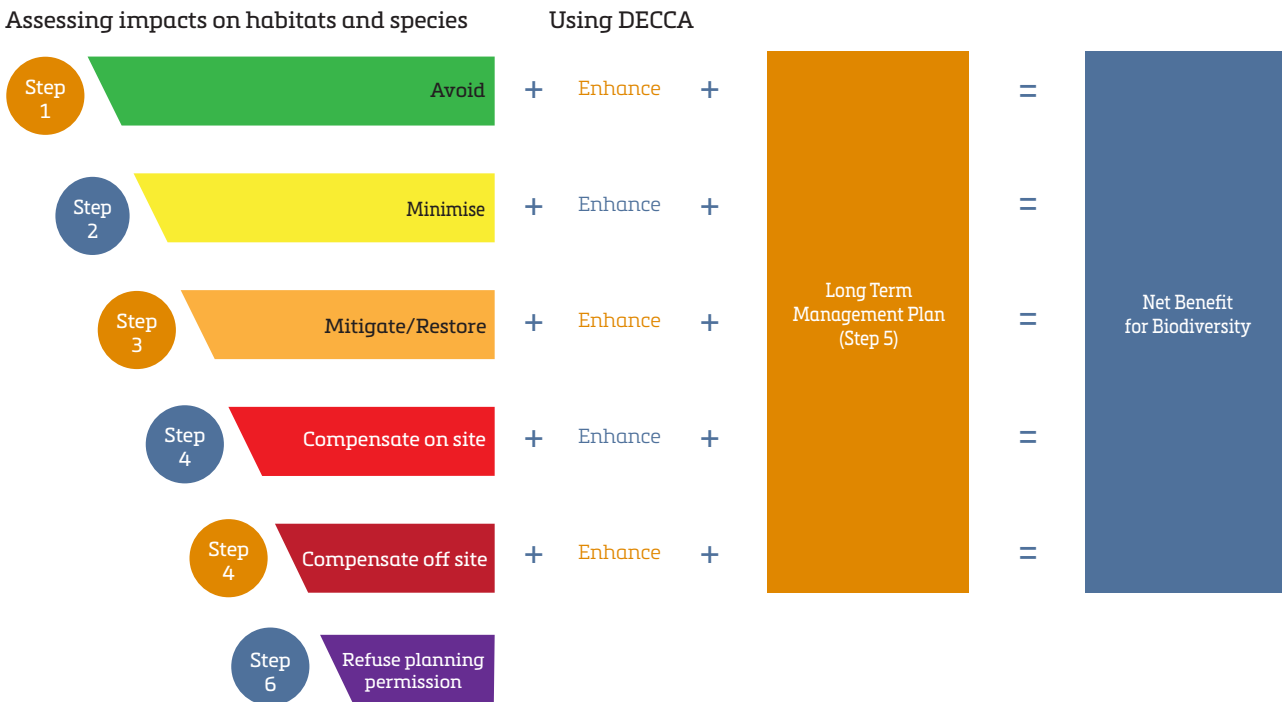 Assessing impacts on habitats and species
Using DECCA
Step
1
Avoid
+ Enhance + =
Step
2
Minimise
+ Enhance + =
Step
3
Mitigate/Restore
+ Enhance +
Long Term
Management Plan
(Step 5)
=
Net Benefit
for Biodiversity
Step
4
Compensate on site
+ Enhance + =
Step
4
Compensate off site
+ Enhance + =
Step
6
Refuse planning
permission